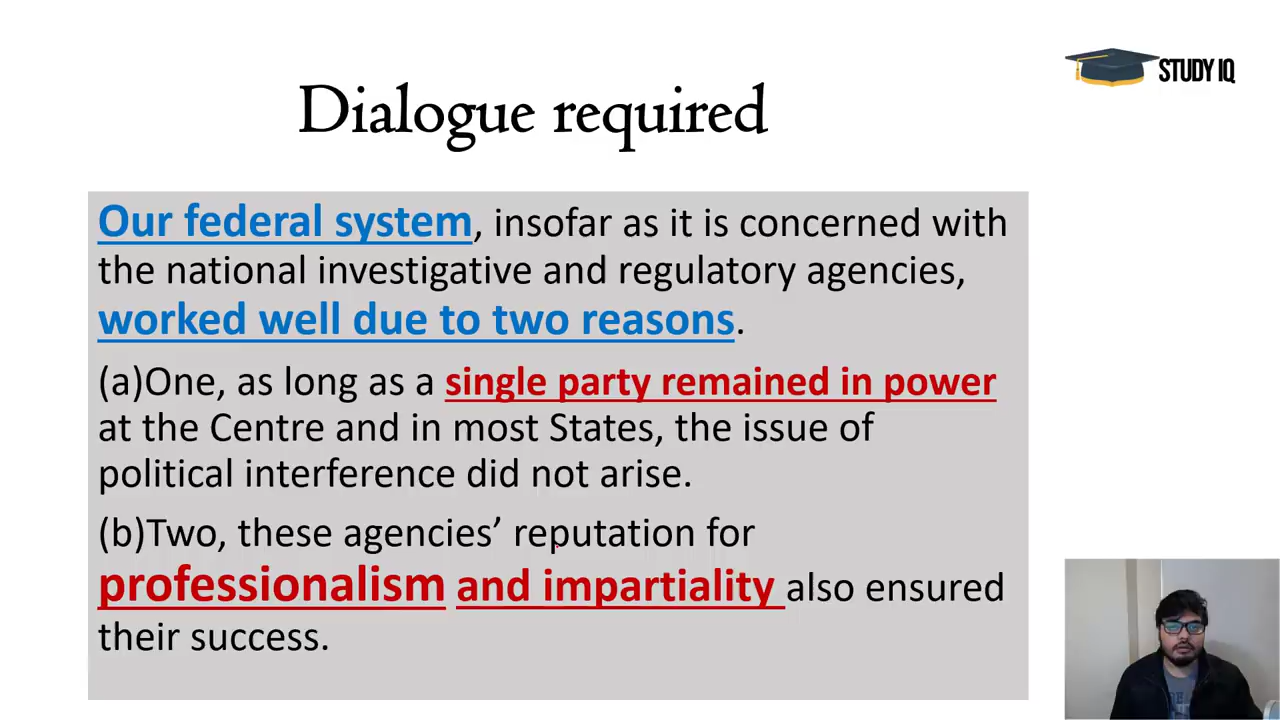 STUDY IQ
Dialogue required
Our federal system, insofar as it is concerned with
the national investigative and regulatory agencies,
worked well due to two reasons.
(a)One, as long as a single party remained in power
at the Centre and in most States, the issue of
political interference did not arise.
(b)Two, these agencies’ reputation for
professionalism and impartiality also ensured
their success.